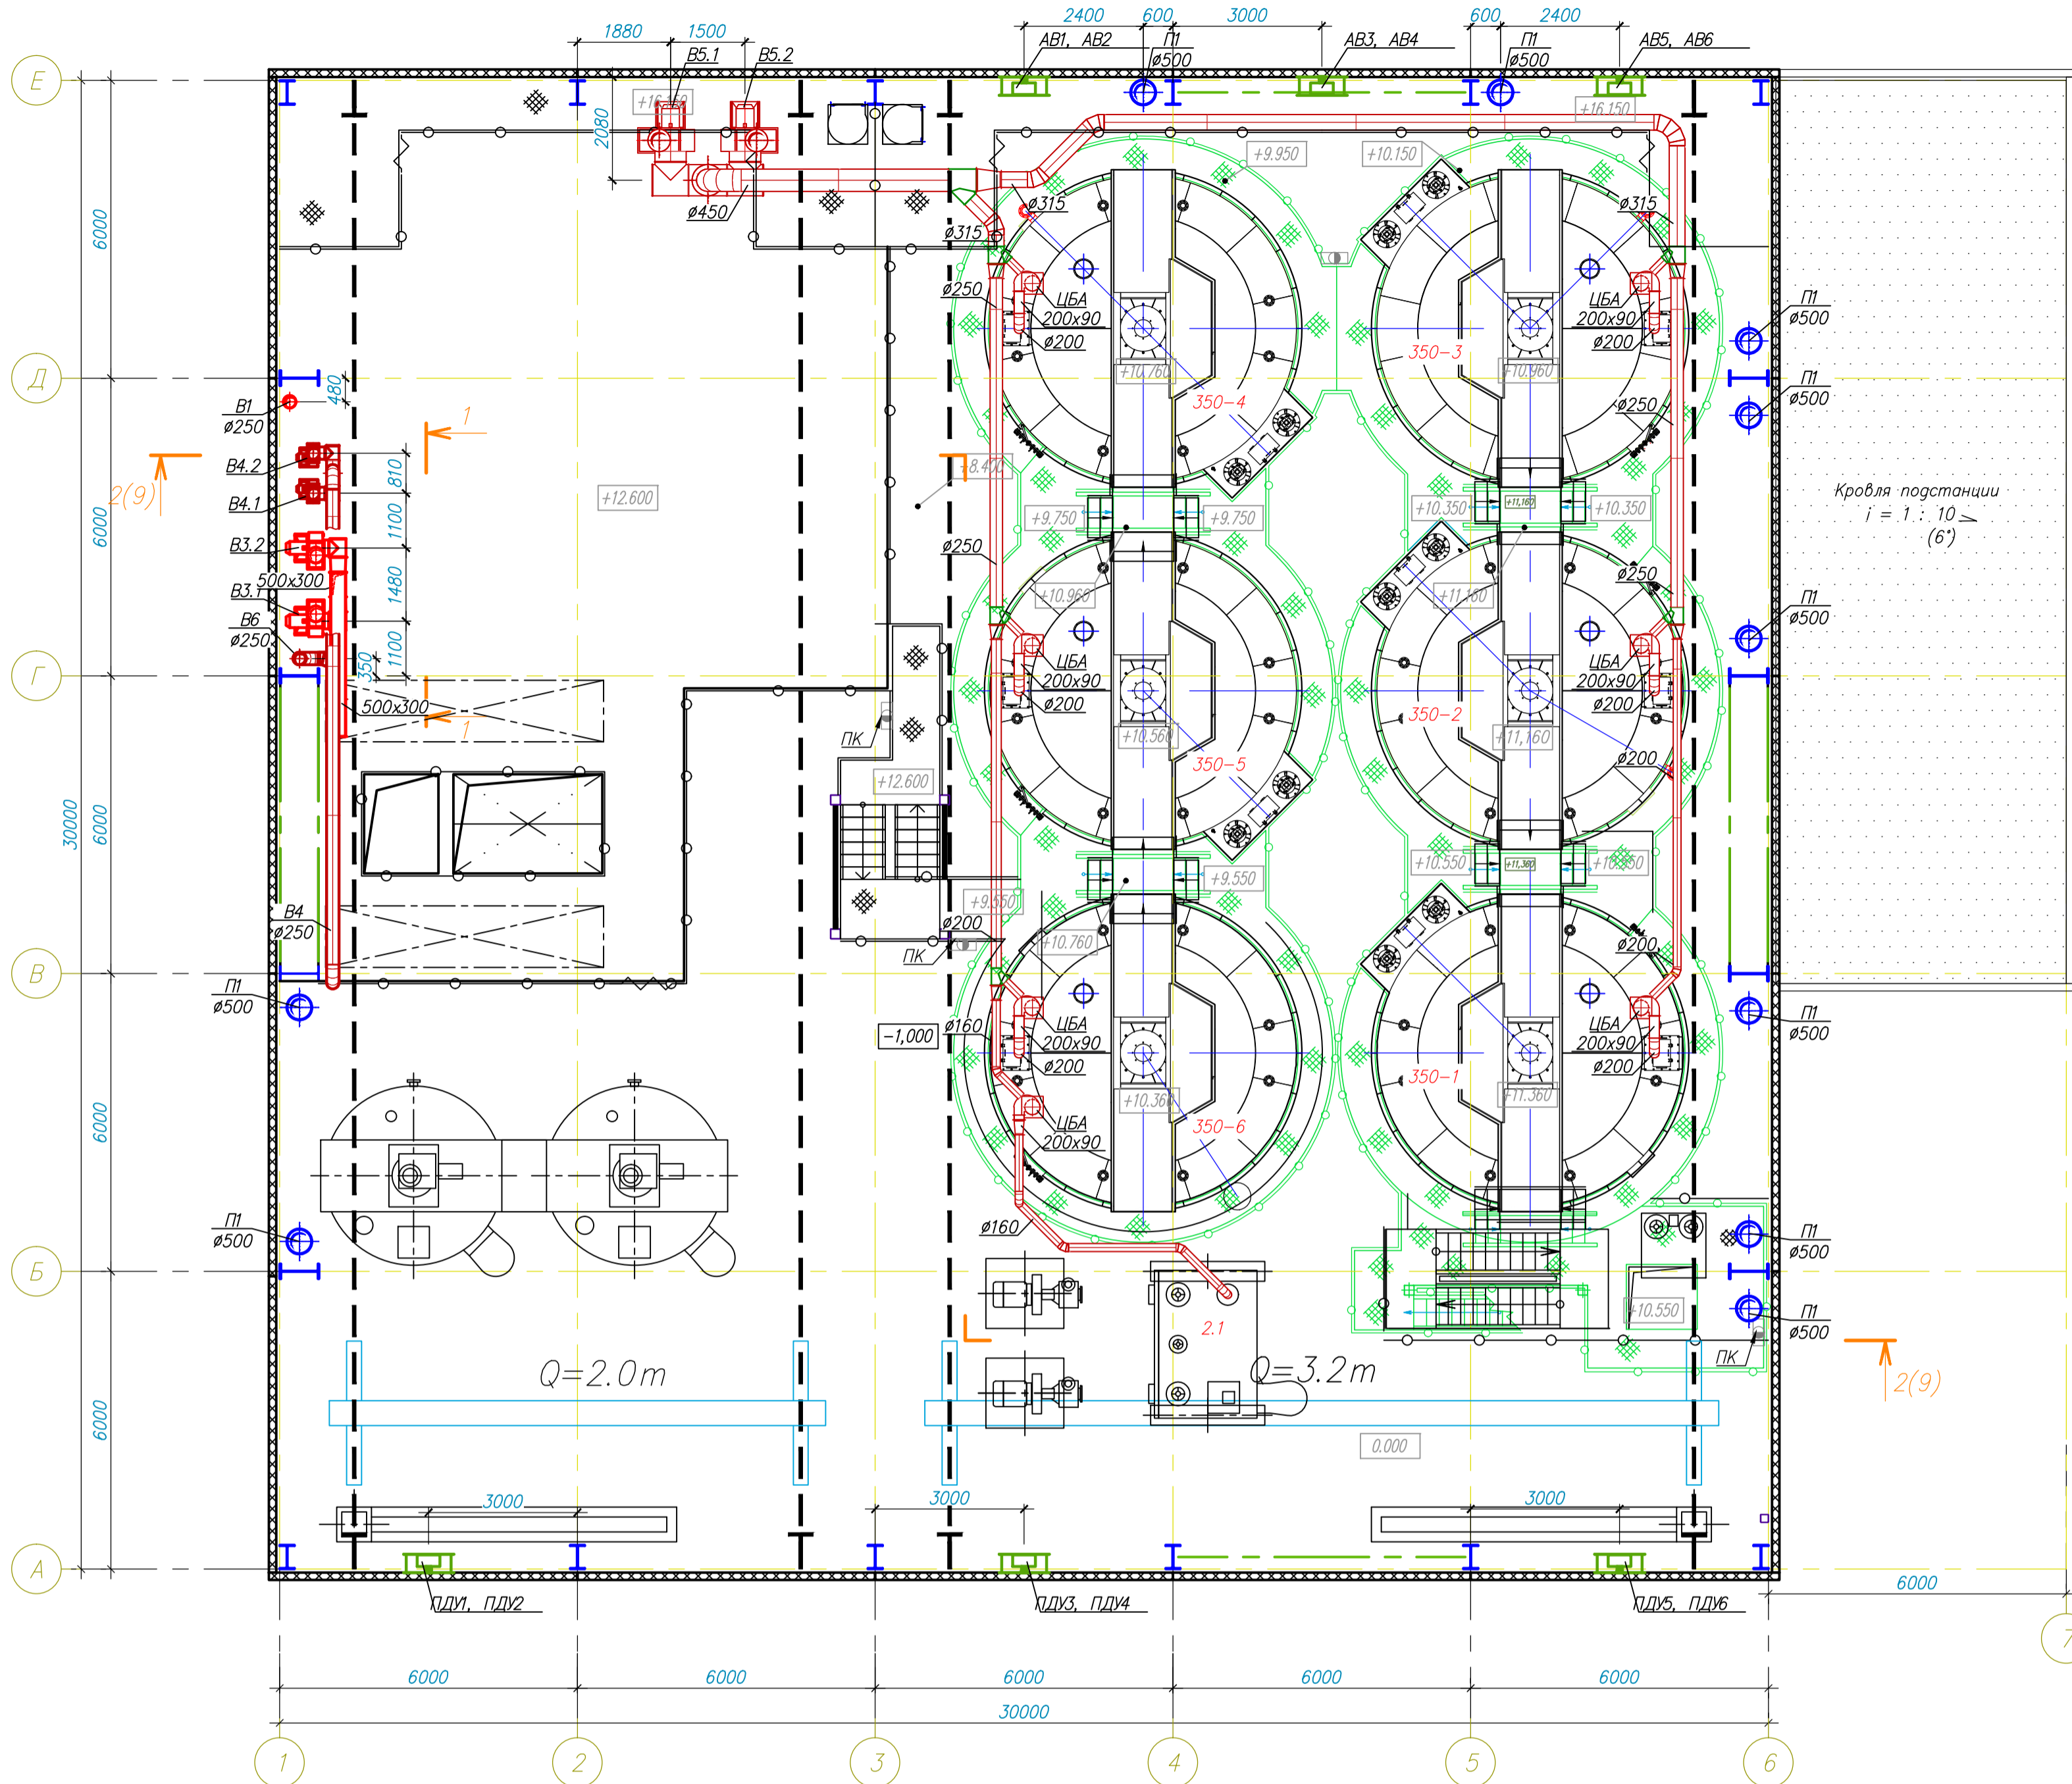 2400
600
3000
600
2400
1880
1500
АВ1, АВ2
П1
ø500
АВ3, АВ4
П1
ø500
АВ5, АВ6
В5.1
В5.2
Е
2080
+16.150
+9.950
+10.150
ø450
ø315
ø315
ø315
6000
ø250
ЦБА
200х90
ø200
ЦБА
200х90
ø200
П1
ø500
350-3
+10.760
+10.960
350-4
Д
480
В1
ø250
ø250
П1
ø500
1
В4.2
810
2(9)
+12.600
В4.1
1100
6000
+9.750
+9.750
+10.350
+11,160
+10.350
Кровля подстанции
i = 1 : 10
(6°)
В3.2
500х300
ø250
ø250
В3.1
1480
+10.960
+11.160
П1
ø500
В6
ø250
350
1100
ЦБА
200х90
ø200
ЦБА
200х90
ø200
Г
500х300
1
ПК
350-2
+10.560
+11,160
350-5
ø200
+12.600
30000
6000
+10.550
+11,360
+9.550
+9.550
В4
ø250
ø200
+10.760
ø200
ПК
В
П1
ø500
-1,000
ø160
ЦБА
200х90
ø200
ЦБА
200х90
ø200
П1
ø500
350-1
+10.360
+11.360
350-6
ЦБА
200х90
6000
П1
ø500
ø160
П1
ø500
Б
2.1
+10.550
П1
ø500
ПК
Q=2.0т
Q=3.2т
2(9)
6000
0.000
3000
3000
3000
А
ПДУ1, ПДУ2
ПДУ3, ПДУ4
ПДУ5, ПДУ6
6000
7
6000
6000
6000
6000
6000
30000
1
2
3
4
5
6